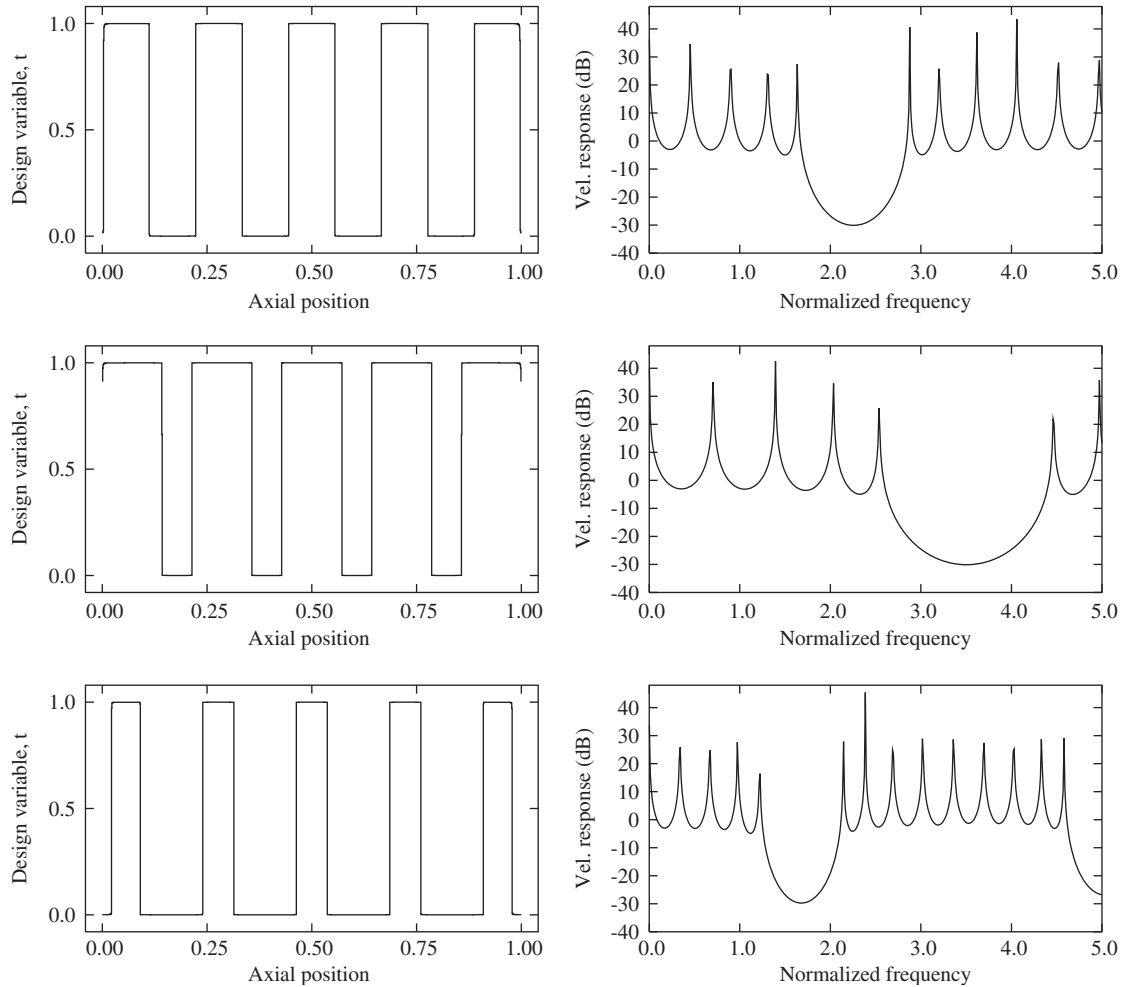 1.0
0.5
0.0
Design variable, t
0.00 0.25 0.50 0.75 1.00
Axial position
40
30
20
10
0
-10
-20
-30
-40
Vel. response (dB)
0.0 1.0 2.0 3.0 4.0 5.0
Normalized frequency
1.0
0.5
0.0
Design variable, t
0.00 0.25 0.50 0.75 1.00
Axial position
40
30
20
10
0
-10
-20
30
40
Vel. response (dB)
0.0 1.0 2.0 3.0 4.0 5.0
Normalized frequency
1.0
0.5
0.0
Design variable, t
0.00 0.25 0.50 0.75 1.00
Axial position
40
30
20
10
0
-10
-20
-30
-40
Vel. response (dB)
0.0 1.0 2.0 3.0 4.0 5.0
Normalized frequency